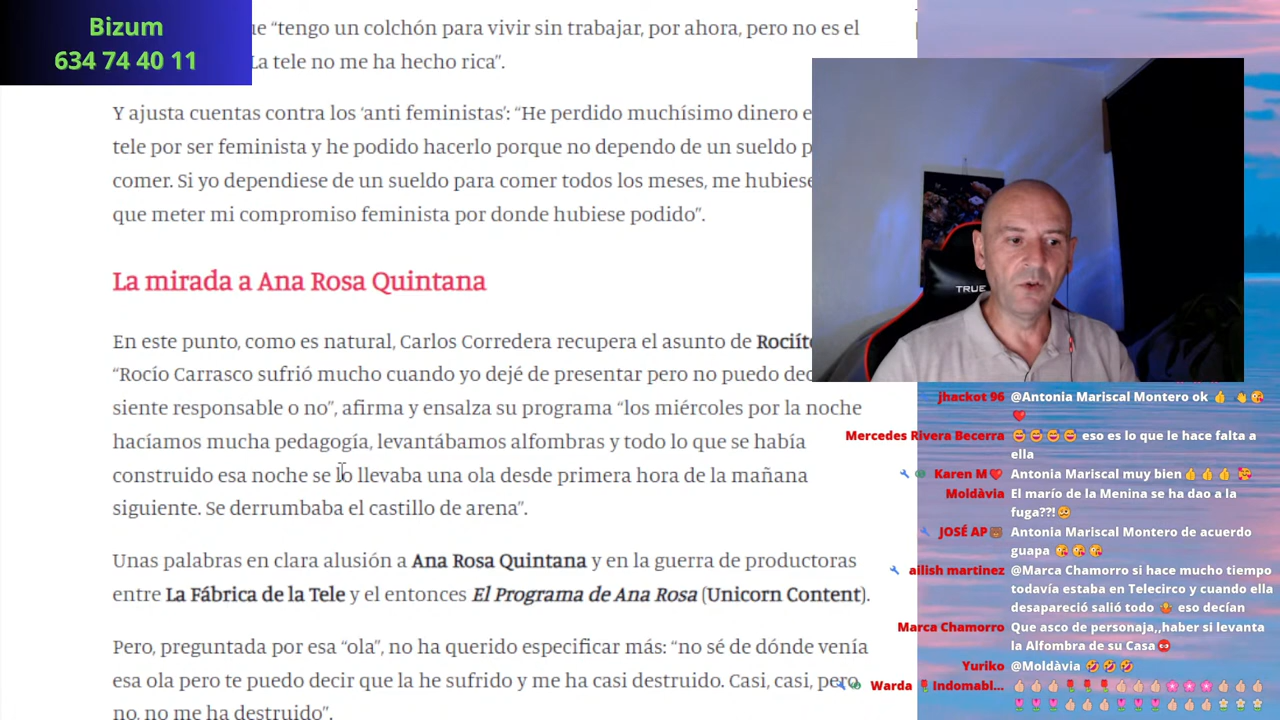 Bizum
634 74 40 11
ue “tengo un colchón para vivir sin trabajar, por ahora, pero no es el
La tele no me ha hecho rica”.
Y ajusta cuentas contra los ‘anti feministas’: “He perdido muchísimo dinero e
tele por ser feminista y he podido hacerlo porque no dependo de un sueldo p
comer. Si yo dependiese de un sueldo para comer todos los meses, me hubiese
que meter mi compromiso feminista por donde hubiese podido”.
La mirada a Ana Rosa Quintana
En este punto, como es natural, Carlos Corredera recupera el asunto de Rociíto
“Rocío Carrasco sufrió mucho cuando yo dejé de presentar pero no puedo dec
siente responsable o no”, afirma y ensalza su programa “los miércoles por la noche
hacíamos mucha pedagogía, levantábamos alfombras y todo lo que se había
construido esa noche se lo llevaba una ola desde primera hora de la mañana
siguiente. Se derrumbaba el castillo de arena”.
Unas palabras en clara alusión a Ana Rosa Quintana y en la guerra de productoras
entre La Fábrica de la Tele y el entonces El Programa de Ana Rosa (Unicorn Content).
Pero, preguntada por esa “ola”, no ha querido especificar más: “no sé de dónde venía
esa ola pero te puedo decir que la he sufrido y me ha casi destruido. Casi, casi, pero
no, no me ha destruido”.
TRUE
jhackot 96 @Antonia Mariscal Montero ok 👍 👋 😘
❤️
Mercedes Rivera Becerra 😅 😅 😅 😅 eso es lo que le hace falta a
ella
Karen M❤️ Antonia Mariscal muy bien 👍 👍 👍 🥰
Moldàvia El marío de la Menina se ha dao a la
fuga??!🥴
JOSÉ AP🐻 Antonia Mariscal Montero de acuerdo
guapa 😘 😘 😘
ailish martinez @Marca Chamorro si hace mucho tiempo
todavía estaba en Telecirco y cuando ella
desapareció salió todo 🤷 eso decían
Marca Chamorro Que asco de personaja,,haber si levanta
la Alfombra de su Casa
Yuriko @Moldàvia 🤣 🤣 🤣
Warda 🌹Indomabl...